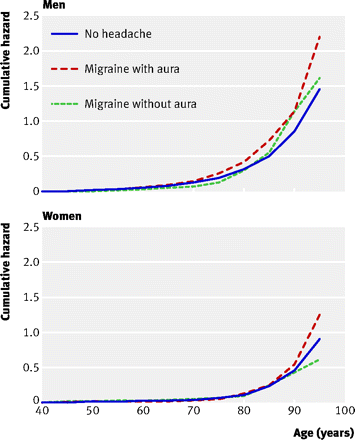 Men
Cumulative hazard
2.5
2.0
1.5
1.0
0.5
0
No headache
Migraine with aura
Migraine without aura
Women
Cumulative hazard
2.5
2.0
1.5
1.0
0.5
0
40 50 60 70 80 90 100
Age (years)